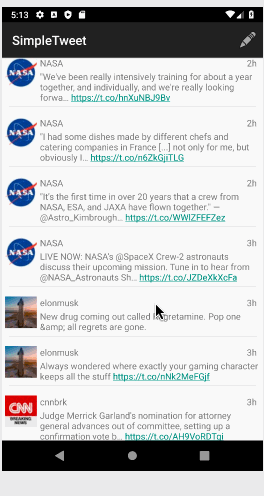 5:13
SimpleTweet
NASA 2h
"We've been really intensively training for about a year
together, and individually, and we're really looking
forwa... https://t.co/hnXuNBJ9Bv
NASA 2h
"I had some dishes made by different chefs and
catering companies in France [...] not only for me, but
obviously I... https://t.co/n6ZkGjiTLG
NASA 2h
"It's the first time in over 20 years that a crew from
NASA, ESA, and JAXA have flown together." —
@Astro_Kimbrough... https://t.co/WWlZFEFZez
NASA 3h
LIVE NOW: NASA's @SpaceX Crew-2 astronauts
discuss their upcoming mission. Tune in to hear from
@NASA_Astronauts Sh... https://t.co/JZDeXkXcFa
elonmusk 3h
New drug coming out called Regretamine. Pop one
&amp; all regrets are gone.
elonmusk 2h
Always wondered where exactly your gaming character
keeps all the stuff https://t.co/nNk2MeFGjf
CNN
BREAKING
NEWS
cnnbrk 3h
Judge Merrick Garland's nomination for attorney
general advances out of committee, setting up a
confirmation vote b... https://t.co/AH9VoRDTgj